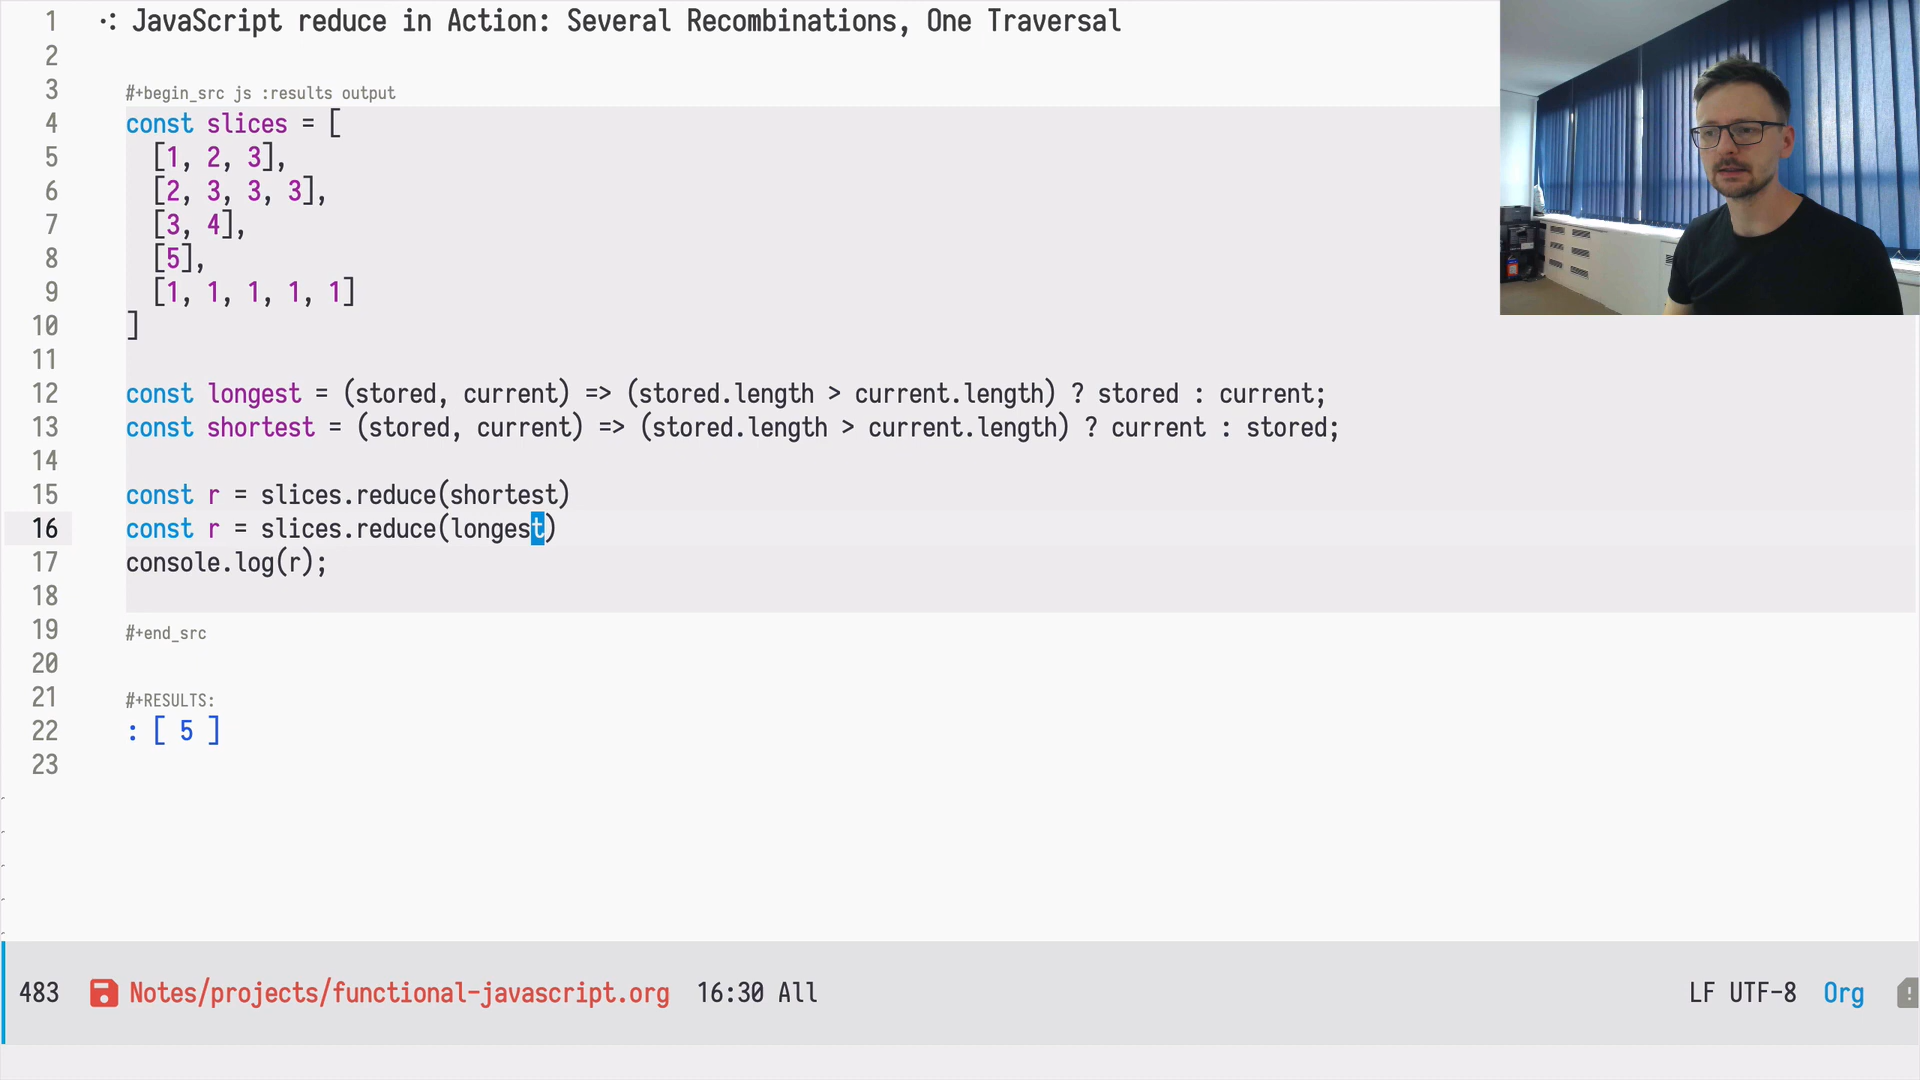 1 JavaScript reduce in Action: Several Recombinations, One Traversal
2
3 #+begin_src js :results output
4 const slices = [
5 [1, 2, 3],
6 [2, 3, 3, 3],
7 [3, 4],
8 [5],
9 [1, 1, 1, 1, 1]
10 ]
11
12 const longest = (stored, current) => (stored.length > current.length) ? stored : current;
13 const shortest = (stored, current) => (stored.length > current.length) ? current : stored;
14
15 const r = slices.reduce(shortest)
16 const r = slices.reduce(longest)
17 console.log(r);
18
19 #+end_src
20
21 #+RESULTS:
22 : [ 5 ]
23
483 Notes/projects/functional-javascript.org 16:30 All LF UTF-8 Org